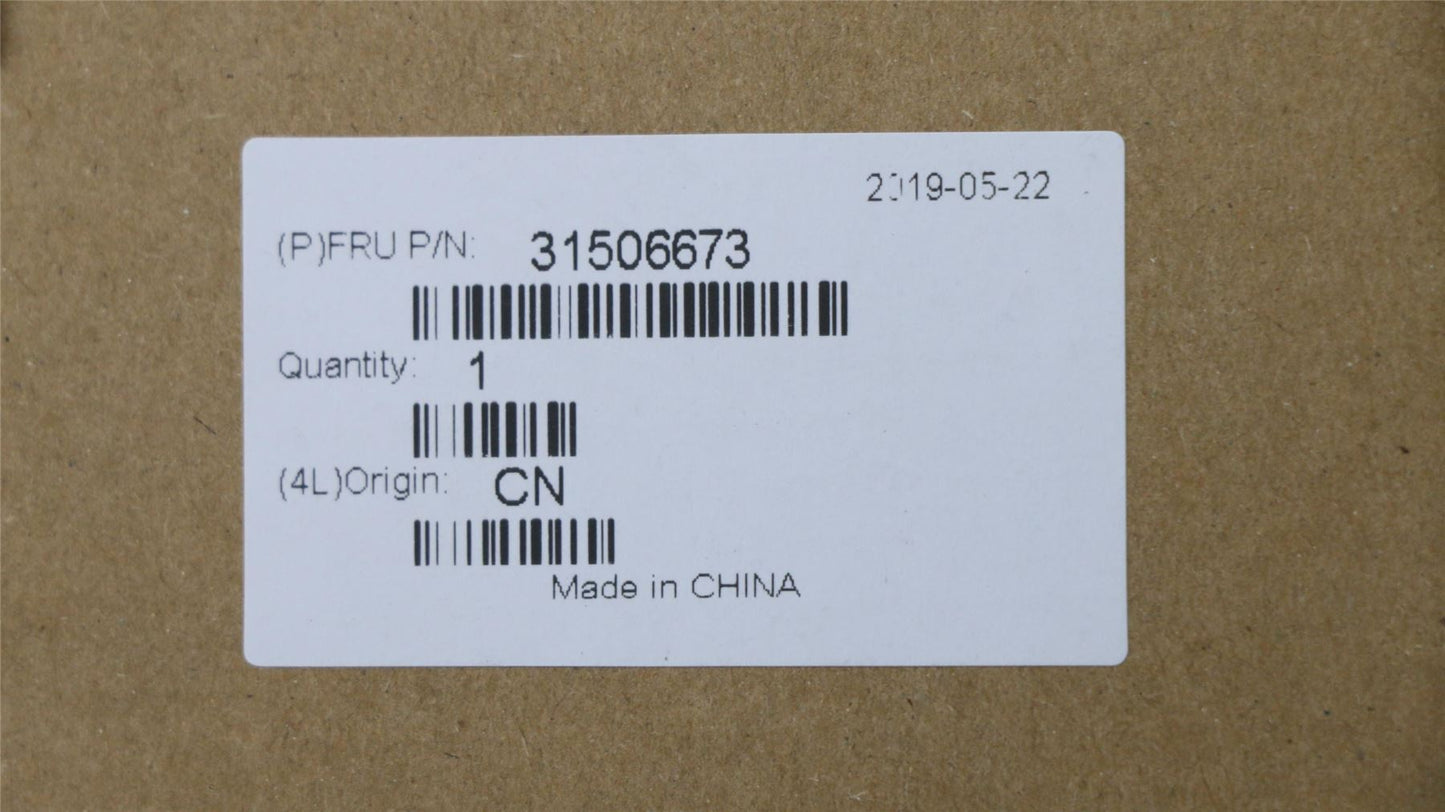 2019-05-22
(P)FRU P/N: 31506673
Quantity: 1
(4L)Origin: CN
Made in CHINA